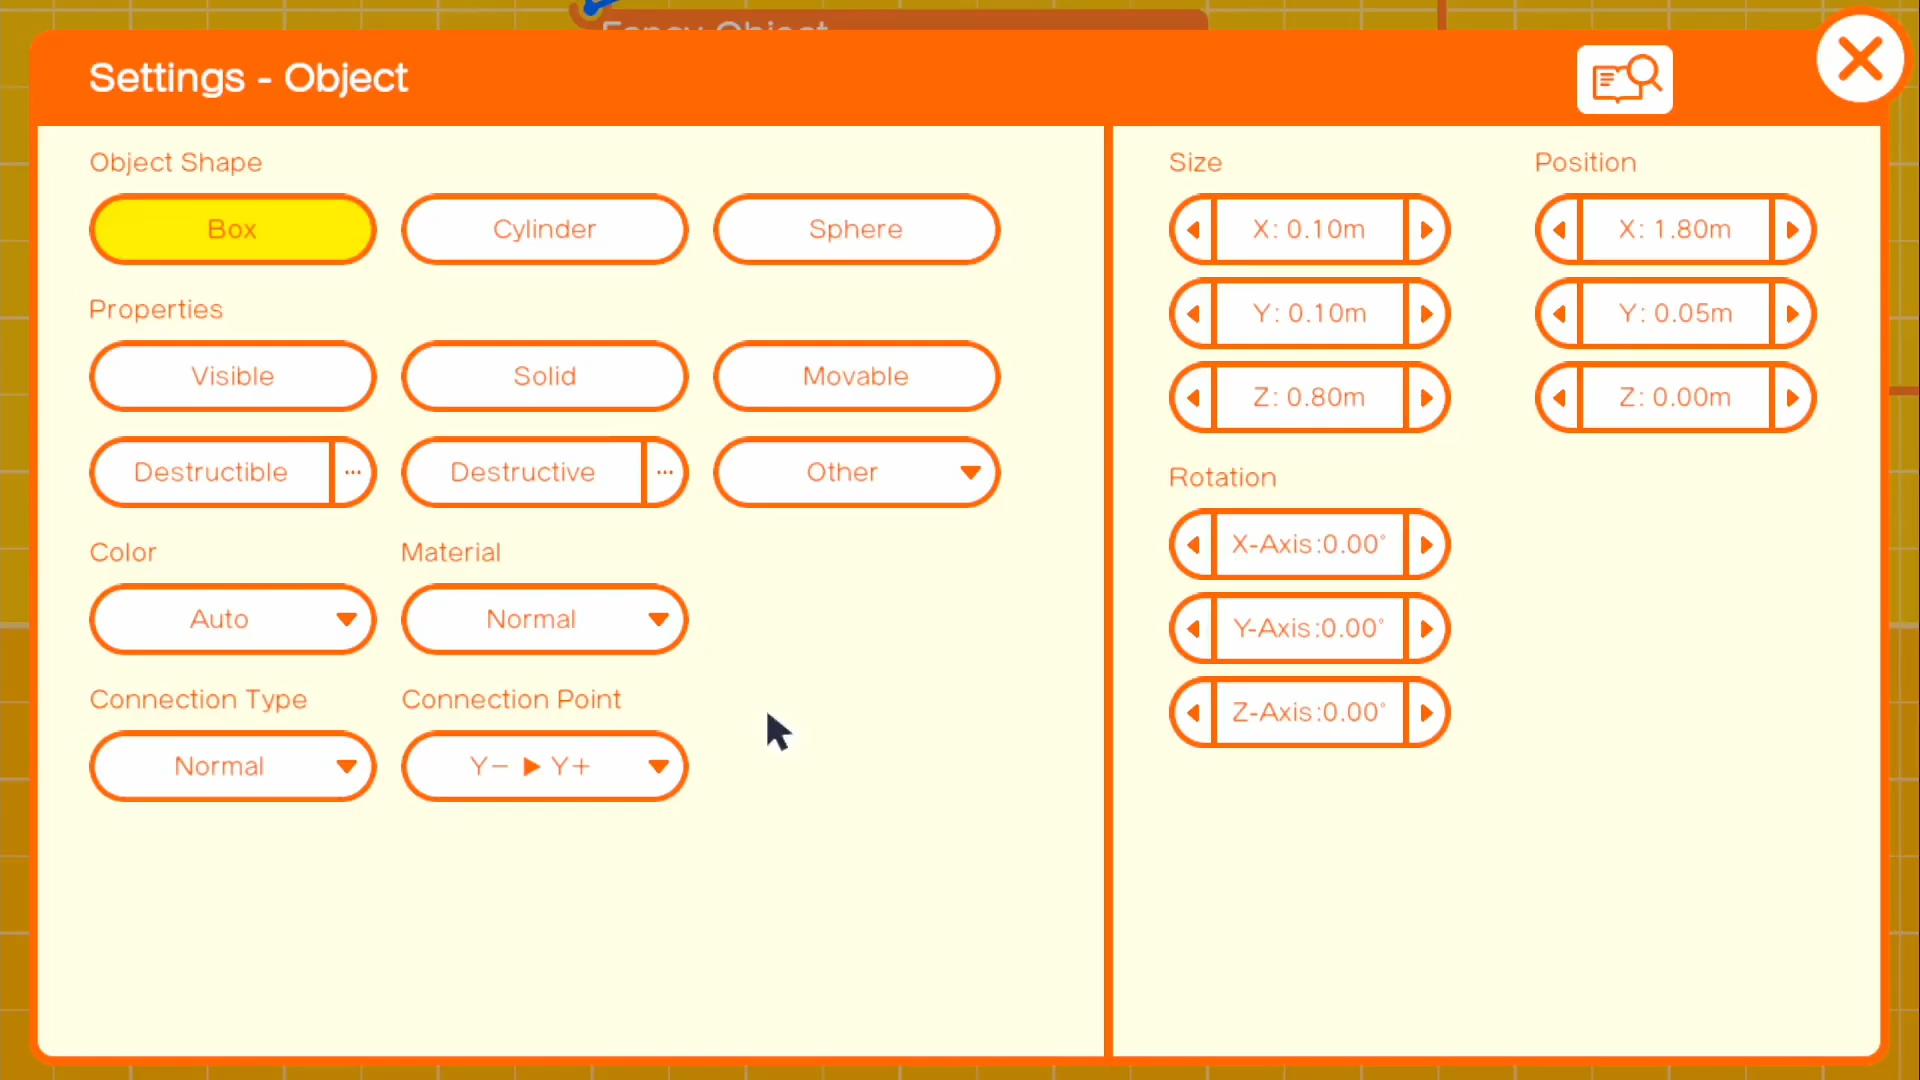 Fancy Object
Settings - Object
Object Shape
Box
Cylinder
Sphere
Properties
Visible
Solid
Movable
Destructible
...
Destructive
...
Other
Color
Material
Auto
Normal
Connection Type
Connection Point
Normal
Y− ▶ Y+
Size
Position
X: 0.10m
X: 1.80m
Y: 0.10m
Y: 0.05m
Z: 0.80m
Z: 0.00m
Rotation
X-Axis:0.00°
Y-Axis:0.00°
Z-Axis:0.00°